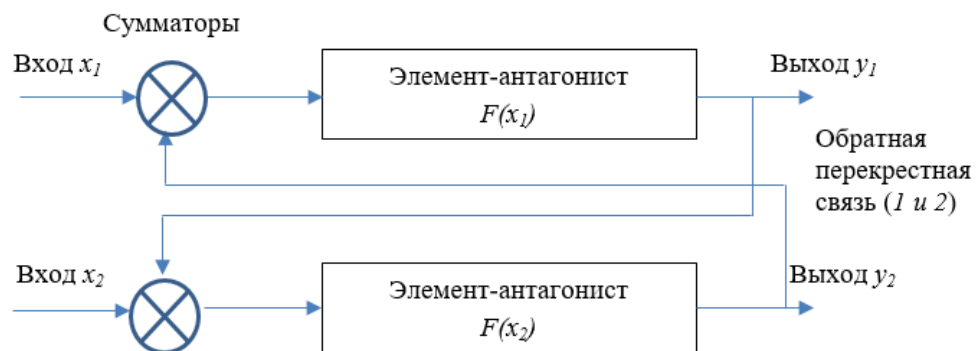 Сумматоры
Вход x1
Элемент-антагонист
F(x1)
Выход y1
Обратная
перекрестная
связь (1 и 2)
Вход x2
Элемент-антагонист
F(x2)
Выход y2